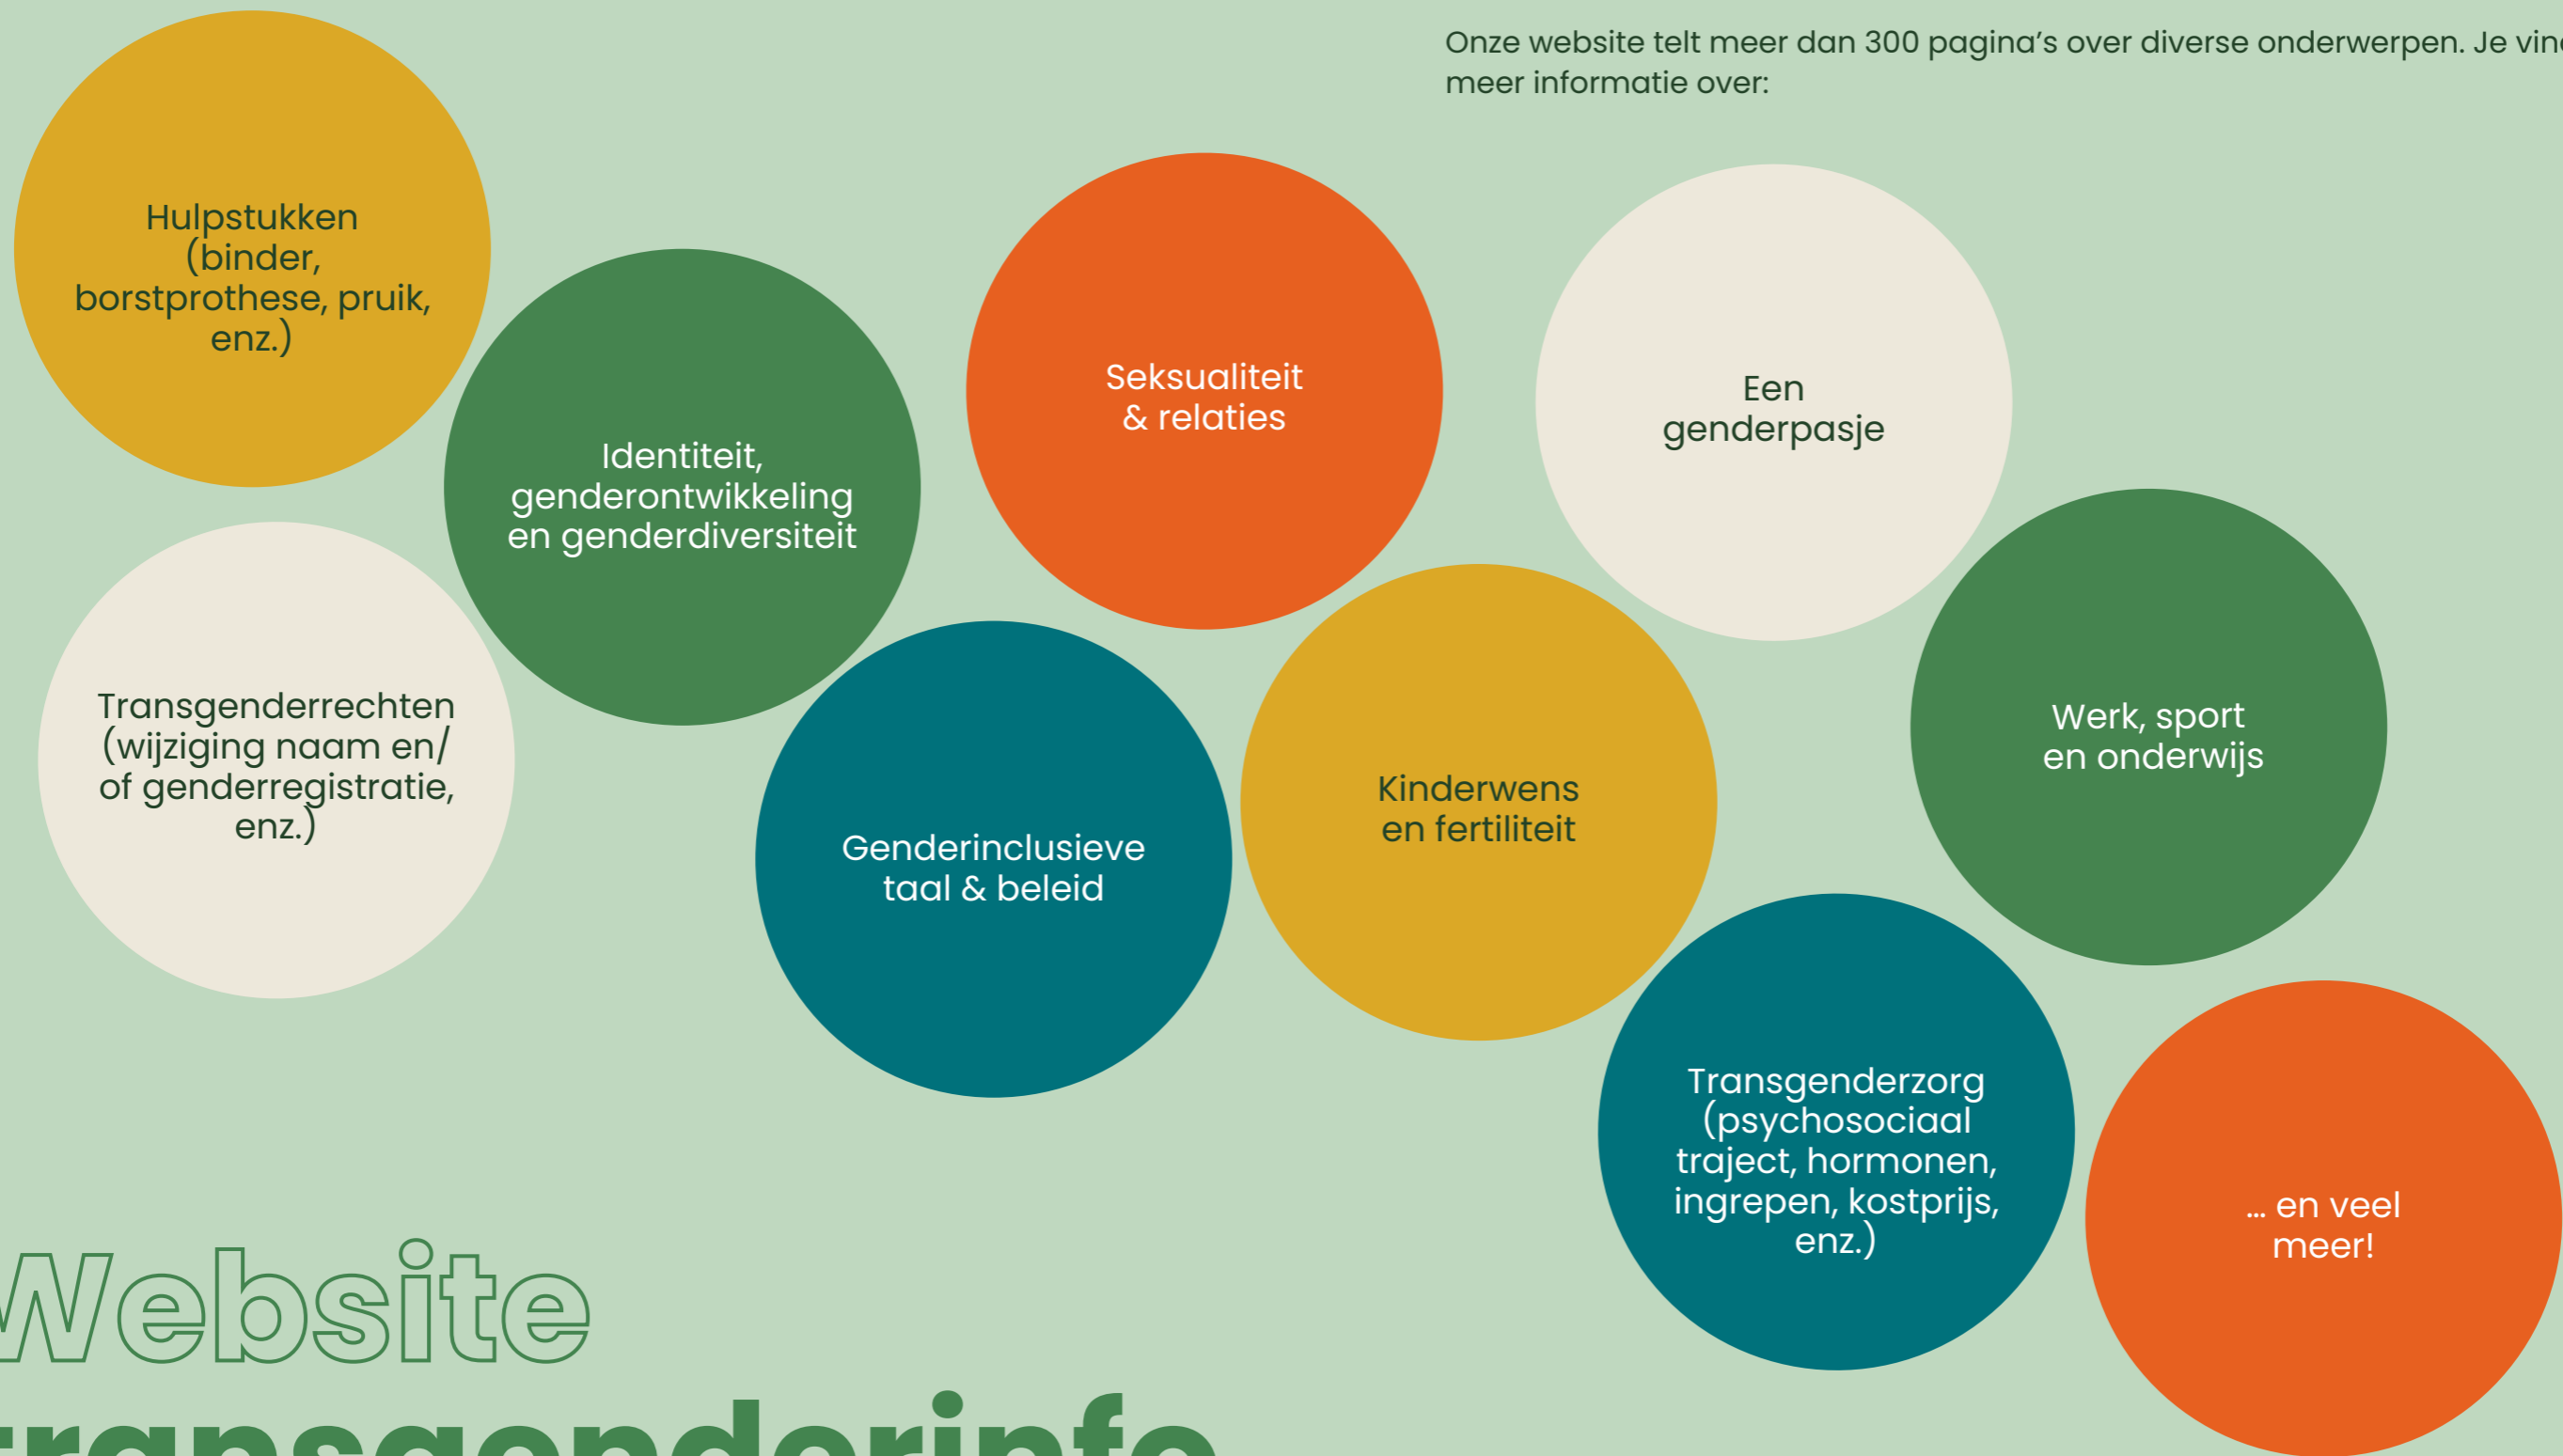 Onze website telt meer dan 300 pagina's over diverse onderwerpen. Je
meer informatie over:
Hulpstukken
(binder,
borstprothese, pruik,
enz.)
Identiteit,
genderontwikkeling
en genderdiversiteit
Seksualiteit
& relaties
Een
genderpasje
Transgenderrechten
(wijziging naam en/
of genderregistratie,
enz.)
Genderinclusieve
taal & beleid
Kinderwens
en fertiliteit
Werk, sport
en onderwijs
Transgenderzorg
(psychosociaal
traject, hormonen,
ingrepen, kostprijs,
enz.)
... en veel
meer!
Website
transgenderinfo